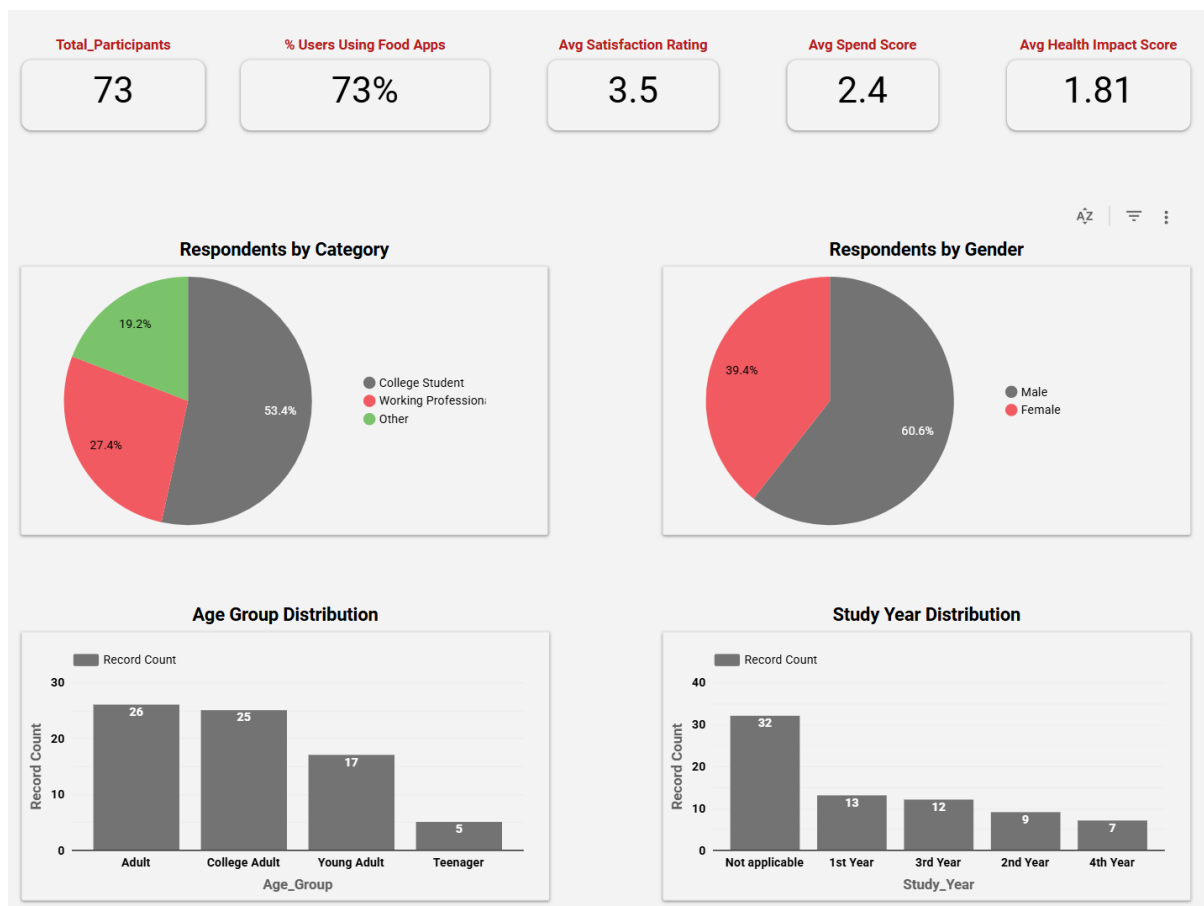 Total_Participants
% Users Using Food Apps
Avg Satisfaction Rating
Avg Spend Score
Avg Health Impact Score
73
73%
3.5
2.4
1.81
AZ
Respondents by Category
19.2%
53.4%
27.4%
College Student
Working Professiona
Other
Respondents by Gender
39.4%
60.6%
Male
Female
Age Group Distribution
Record Count
30
20
10
0
Record Count
26
25
17
5
Adult
College Adult
Young Adult
Teenager
Age_Group
Study Year Distribution
Record Count
40
30
20
10
0
Record Count
32
13
12
9
7
Not applicable
1st Year
3rd Year
2nd Year
4th Year
Study_Year